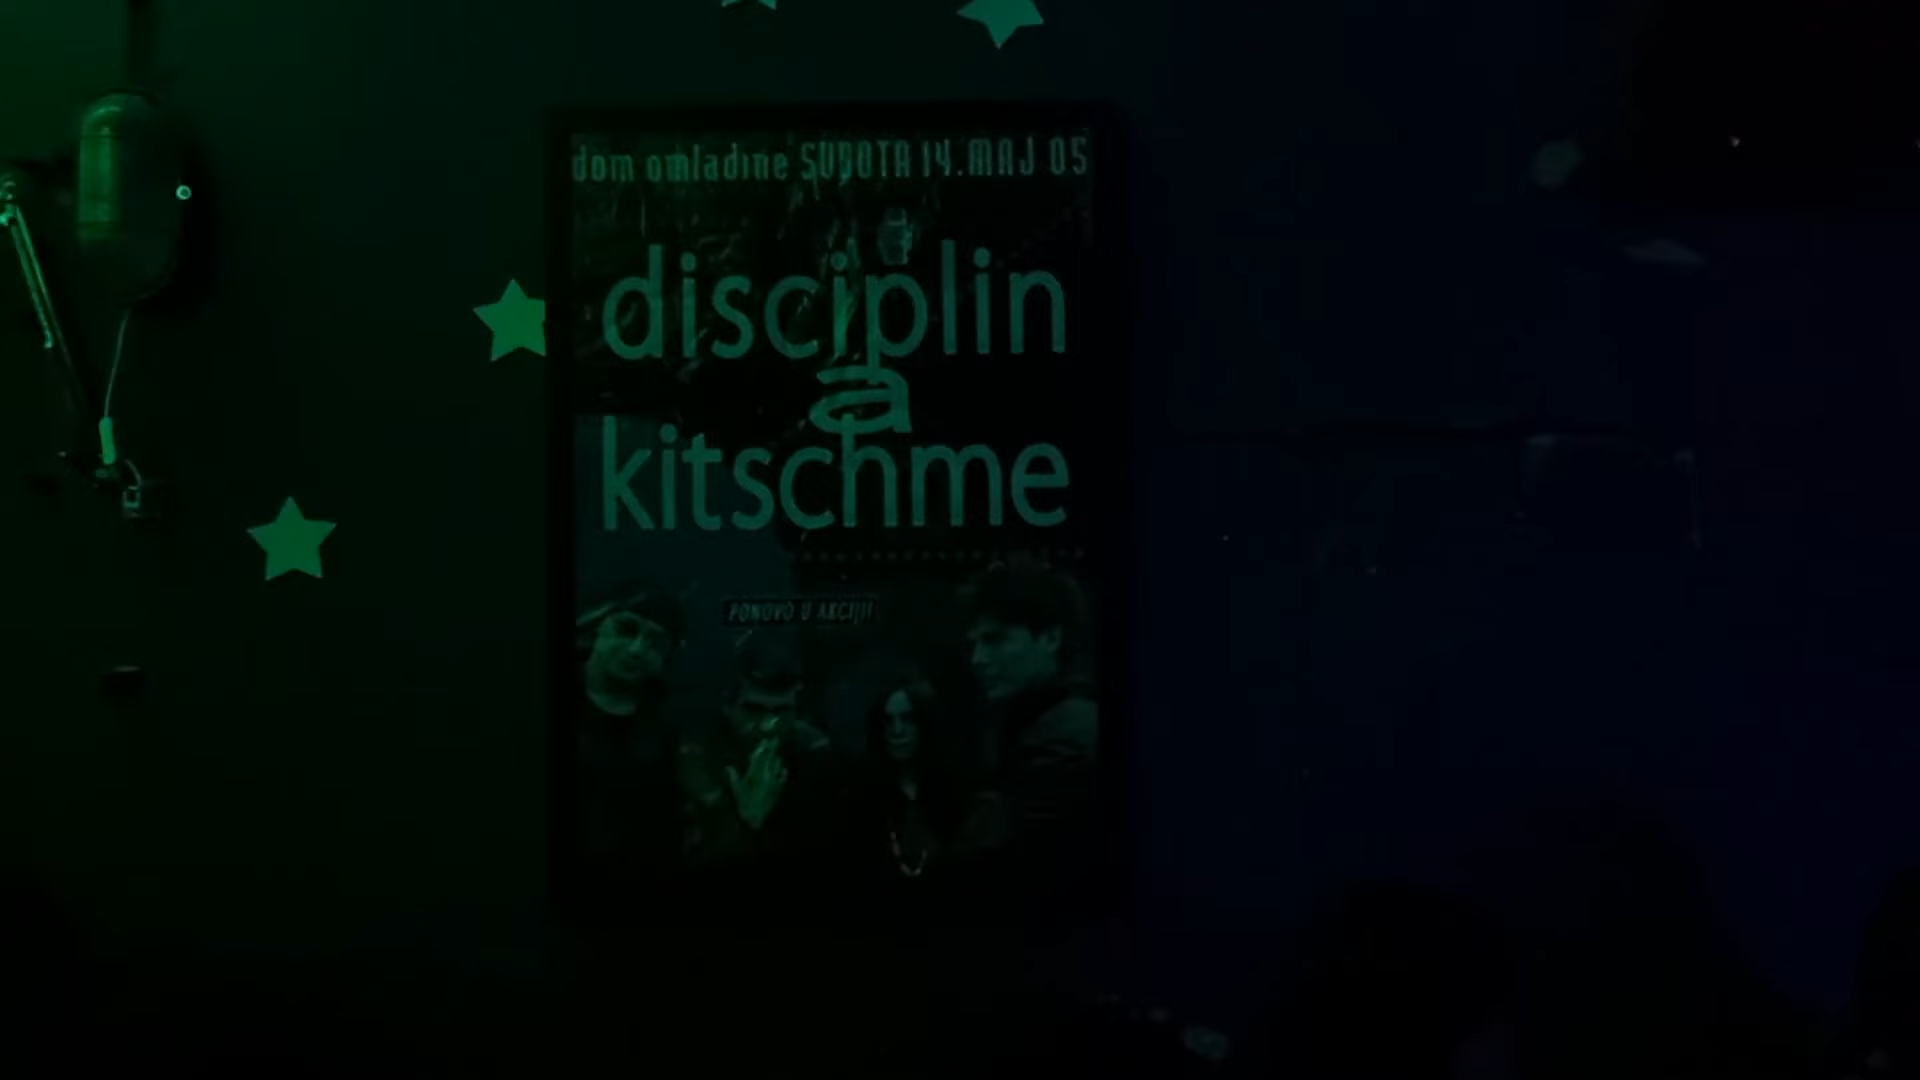 dom omladine SUBOTA 14. MAJ 05
disciplin
a
kitschme
PONOVO U AKCIJI!